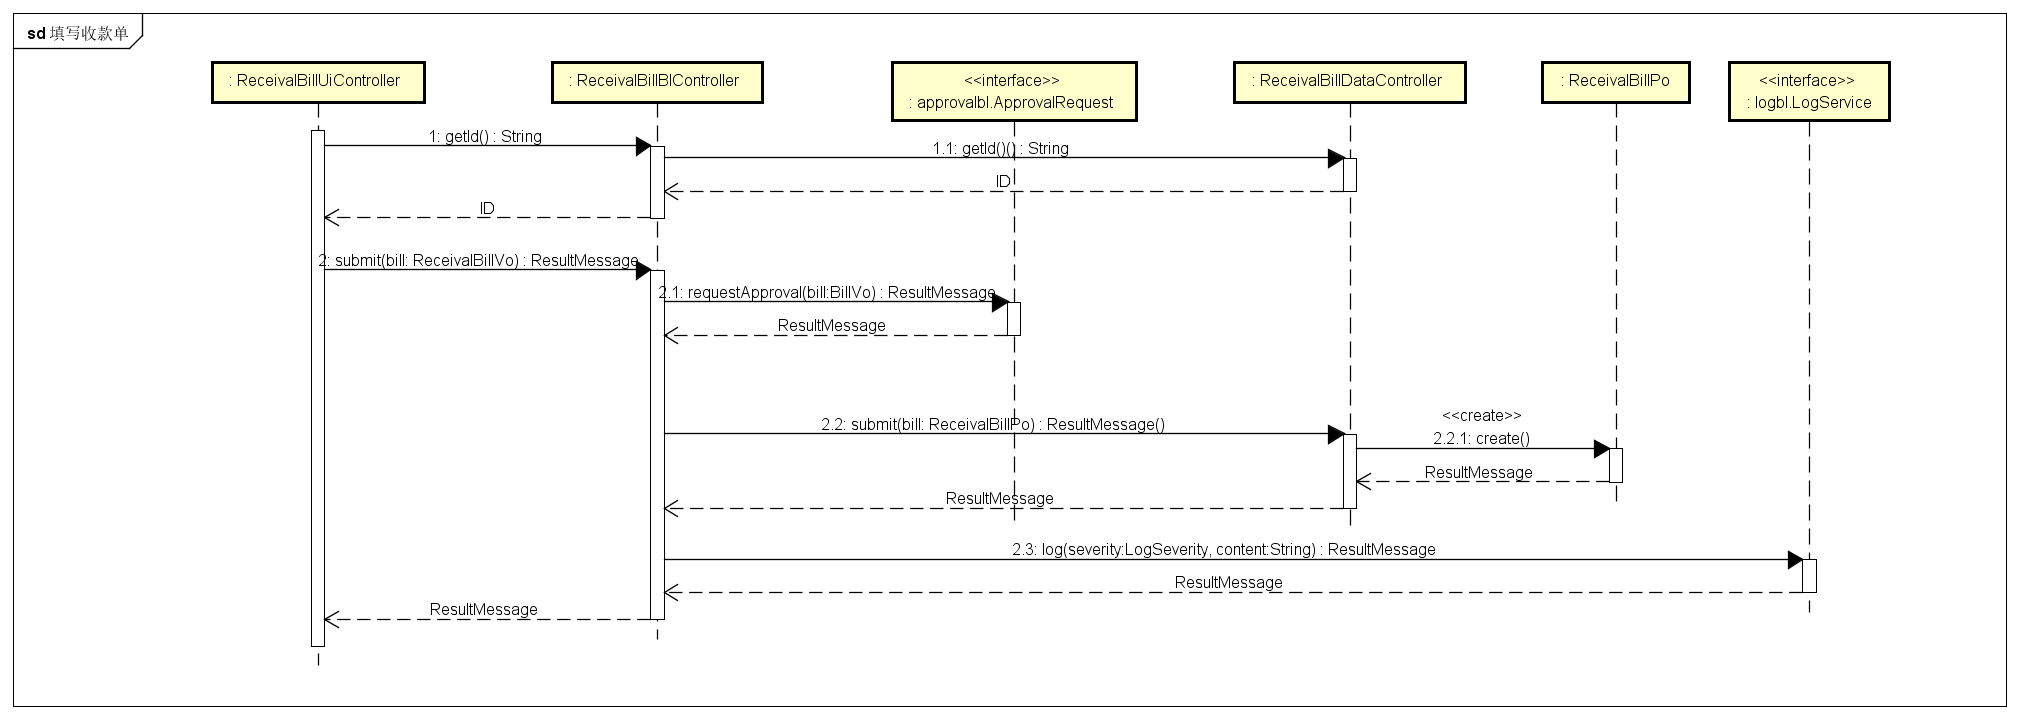 sd 填写收款单
: ReceivalBillUiController
: ReceivalBillBlController
<<interface>>
: approvalbl.ApprovalRequest
: ReceivalBillDataController
: ReceivalBillPo
<<interface>>
: logbl.LogService
1: getId() : String
1.1: getId()() : String
ID
ID
2: submit(bill: ReceivalBillVo) : ResultMessage
2.1: requestApproval(bill:BillVo) : ResultMessage
ResultMessage
<<create>>
2.2: submit(bill: ReceivalBillPo) : ResultMessage()
2.2.1: create()
ResultMessage
ResultMessage
2.3: log(severity:LogSeverity, content:String) : ResultMessage
ResultMessage
ResultMessage